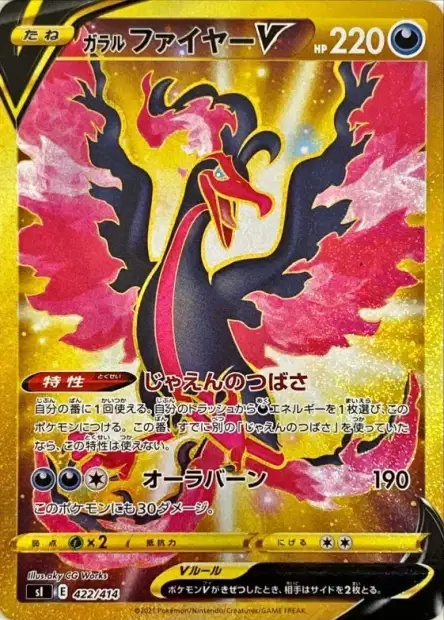 たね ガラル ファイヤーV HP 220
特性 とくせい じゃえんのつばさ
自分の番に1回使える。自分のトラッシュからエネルギーを1枚選び、この
ポケモンにつける。この番、すでに別の「じゃえんのつばさ」を使っていた
なら、この特性は使えない。
オーラバーン 190
このポケモンにも30ダメージ。
弱点 ×2 抵抗力 にげる
Vルール
Illus.aky CG Works
ポケモンVがきぜつしたとき、相手はサイドを2枚とる。
sI E 422/414
©2021 Pokémon/Nintendo/Creatures/GAME FREAK